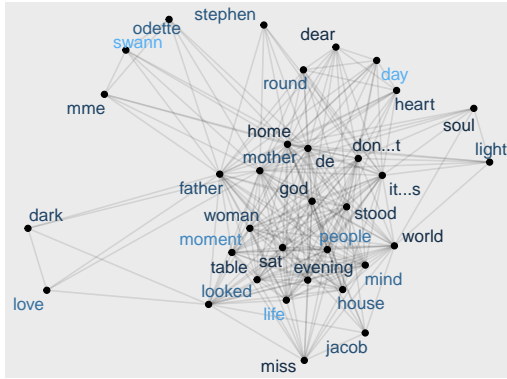 stephen
odette
swann
dear
round
day
heart
mme
soul
home
don...t
light
mother
de
father
god
it...s
dark
woman
stood
moment
people
world
table
sat
evening
mind
love
looked
life
house
jacob
miss